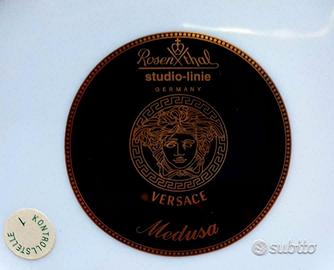 Rosenthal
studio-linie
GERMANY
VERSACE
Medusa
KONTROLLSTELLE
1
subito